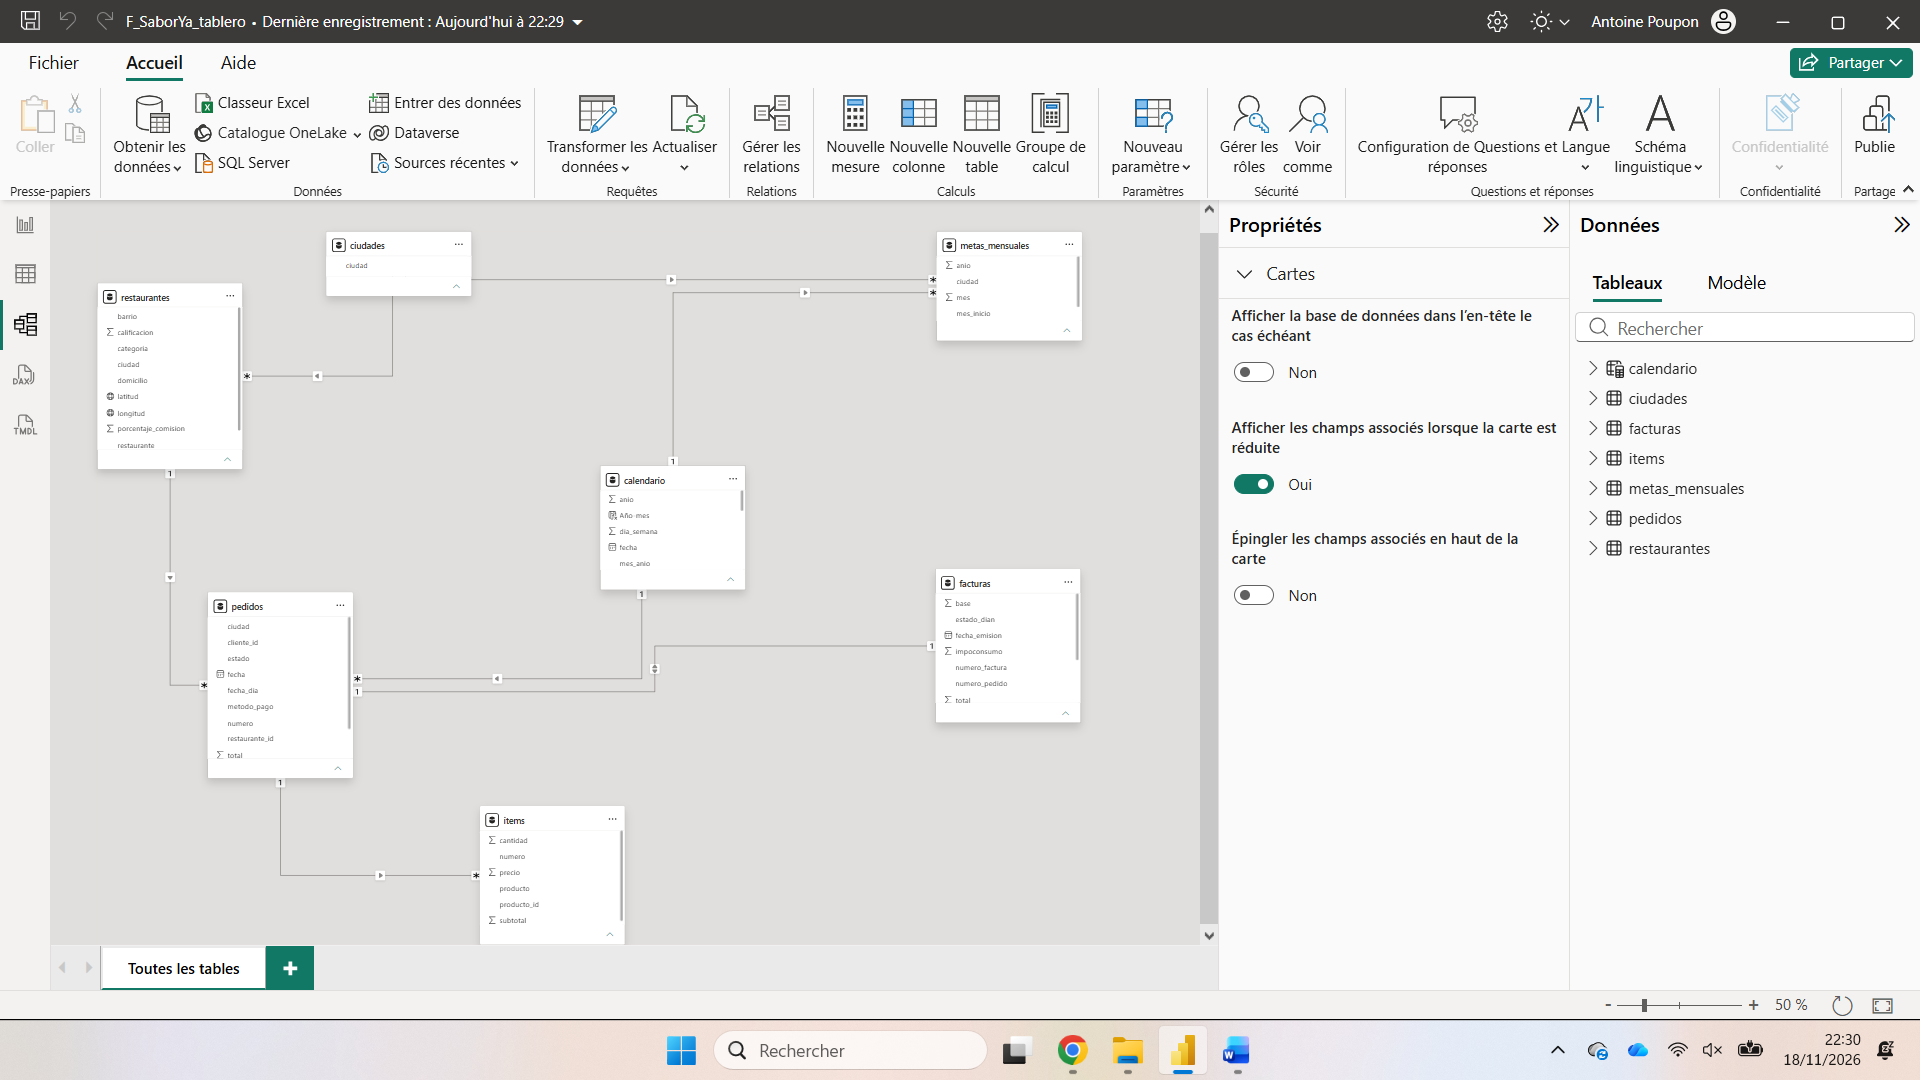 F_SaborYa_tablero • Dernière enregistrement : Aujourd'hui à 22:29
Antoine Poupon
Fichier
Accueil
Aide
Partager
Coller
Presse-papiers
Obtenir les données
Classeur Excel
Catalogue OneLake
SQL Server
Entrer des données
Dataverse
Sources récentes
Données
Transformer les données
Actualiser
Requêtes
Gérer les relations
Relations
Nouvelle mesure
Nouvelle colonne
Nouvelle table
Groupe de calcul
Calculs
Nouveau paramètre
Paramètres
Gérer les rôles
Voir comme
Sécurité
Configuration de Questions et réponses
Langue
Schéma linguistique
Questions et réponses
Confidentialité
Confidentialité
Publie
Partage
DAX
TMDL
ciudades
ciudad
metas_mensuales
anio
ciudad
mes
mes_inicio
restaurantes
barrio
calificacion
categoria
ciudad
domicilio
latitud
longitud
porcentaje_comision
restaurante
1
1
calendario
anio
Año-mes
dia_semana
fecha
mes_anio
1
pedidos
ciudad
cliente_id
estado
fecha
fecha_dia
metodo_pago
numero
restaurante_id
total
1
1
1
facturas
base
estado_dian
fecha_emision
impoconsumo
numero_factura
numero_pedido
total
items
cantidad
numero
precio
producto
producto_id
subtotal
Propriétés
Cartes
Afficher la base de données dans l'en-tête le
cas échéant
Non
Afficher les champs associés lorsque la carte est
réduite
Oui
Épingler les champs associés en haut de la
carte
Non
Données
Tableaux
Modèle
Rechercher
calendario
ciudades
facturas
items
metas_mensuales
pedidos
restaurantes
Toutes les tables
+
- + 50 %
Rechercher
22:30
18/11/2026